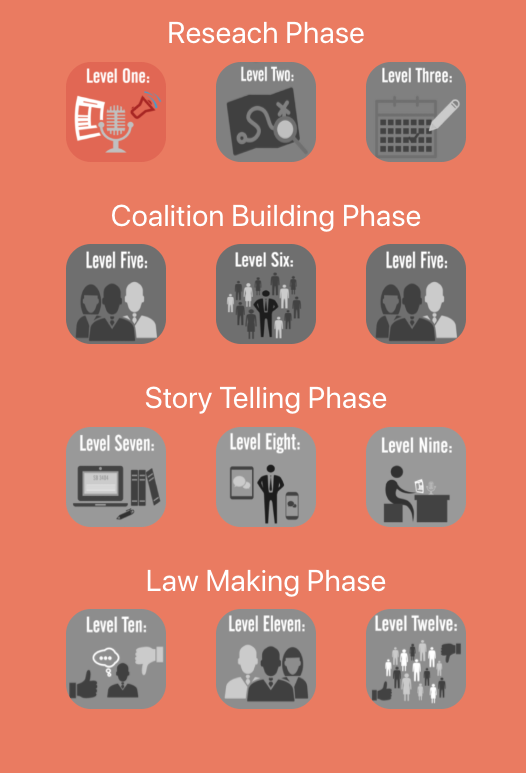 Reseach Phase
Level One: Level Two: Level Three:
Coalition Building Phase
Level Five: Level Six: Level Five:
Story Telling Phase
Level Seven: Level Eight: Level Nine:
Law Making Phase
Level Ten: Level Eleven: Level Twelve: